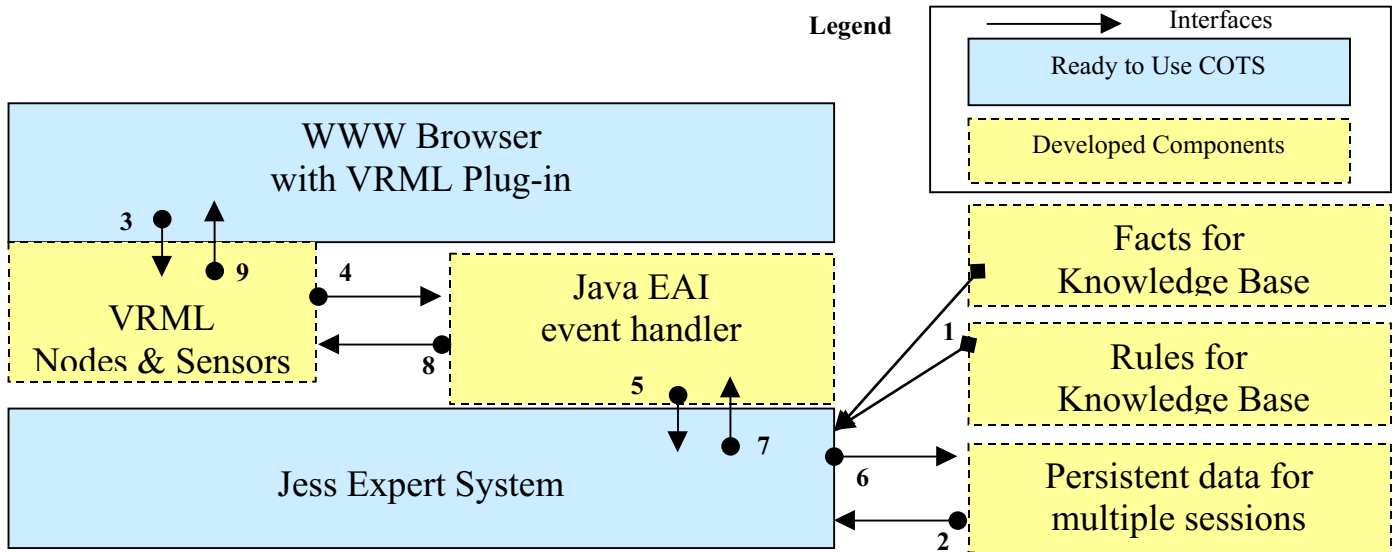 Legend
Interfaces
Ready to Use COTS
Developed Components
WWW Browser
with VRML Plug-in
3
9
4
8
VRML
Nodes & Sensors
Java EAI
event handler
5
7
Jess Expert System
Facts for
Knowledge Base
1
Rules for
Knowledge Base
6
2
Persistent data for
multiple sessions